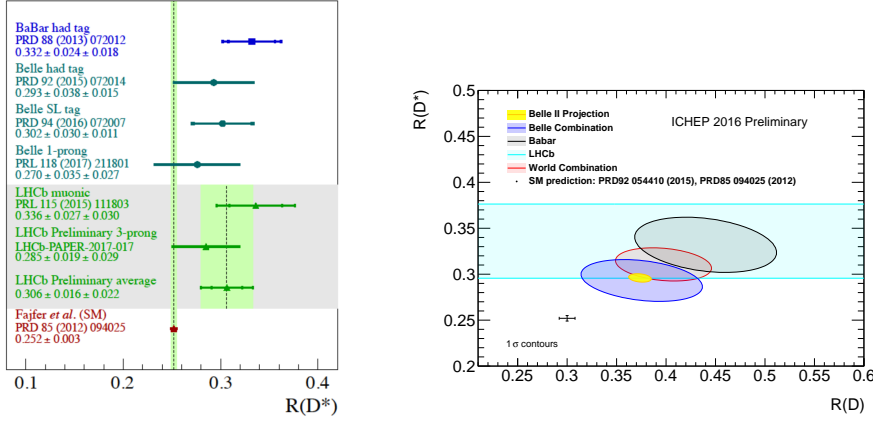 BaBar had tag
PRD 88 (2013) 072012
0.332 ± 0.024 ± 0.018
Belle had tag
PRD 92 (2015) 072014
0.293 ± 0.038 ± 0.015
Belle SL tag
PRD 94 (2016) 072007
0.302 ± 0.030 ± 0.011
Belle 1-prong
PRL 118 (2017) 211801
0.270 ± 0.035 ± 0.027
LHCb muonic
PRL 115 (2015) 111803
0.336 ± 0.027 ± 0.030
LHCb Preliminary 3-prong
LHCb-PAPER-2017-017
0.285 ± 0.019 ± 0.029
LHCb Preliminary average
0.306 ± 0.016 ± 0.022
Fajfer et al. (SM)
PRD 85 (2012) 094025
0.252 ± 0.003
0.1 0.2 0.3 0.4
R(D*)
R(D*)
0.5
0.45
0.4
0.35
0.3
0.25
0.2
Belle II Projection
Belle Combination
Babar
LHCb
World Combination
SM prediction: PRD92 054410 (2015), PRD85 094025 (2012)
ICHEP 2016 Preliminary
1 σ contours
0.25 0.3 0.35 0.4 0.45 0.5 0.55 0.6
R(D)